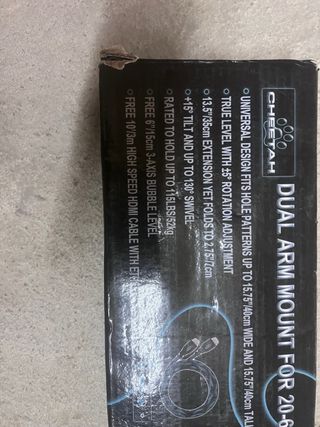 CHEETAH
DUAL ARM MOUNT FOR 20-6
○ UNIVERSAL DESIGN FITS HOLE PATTERNS UP TO 15.75"/40cm WIDE AND 15.75"/40cm TALL
○ TRUE LEVEL WITH ±5° ROTATION ADJUSTMENT
○ 13.5"/35cm EXTENSION YET FOLDS TO 2.75"/7cm
○ +15° TILT AND UP TO 130° SWIVEL
○ RATED TO HOLD UP TO 115LBS/52kg
○ FREE 6"/15cm 3-AXIS BUBBLE LEVEL
○ FREE 10'/3m HIGH SPEED HDMI CABLE WITH ET